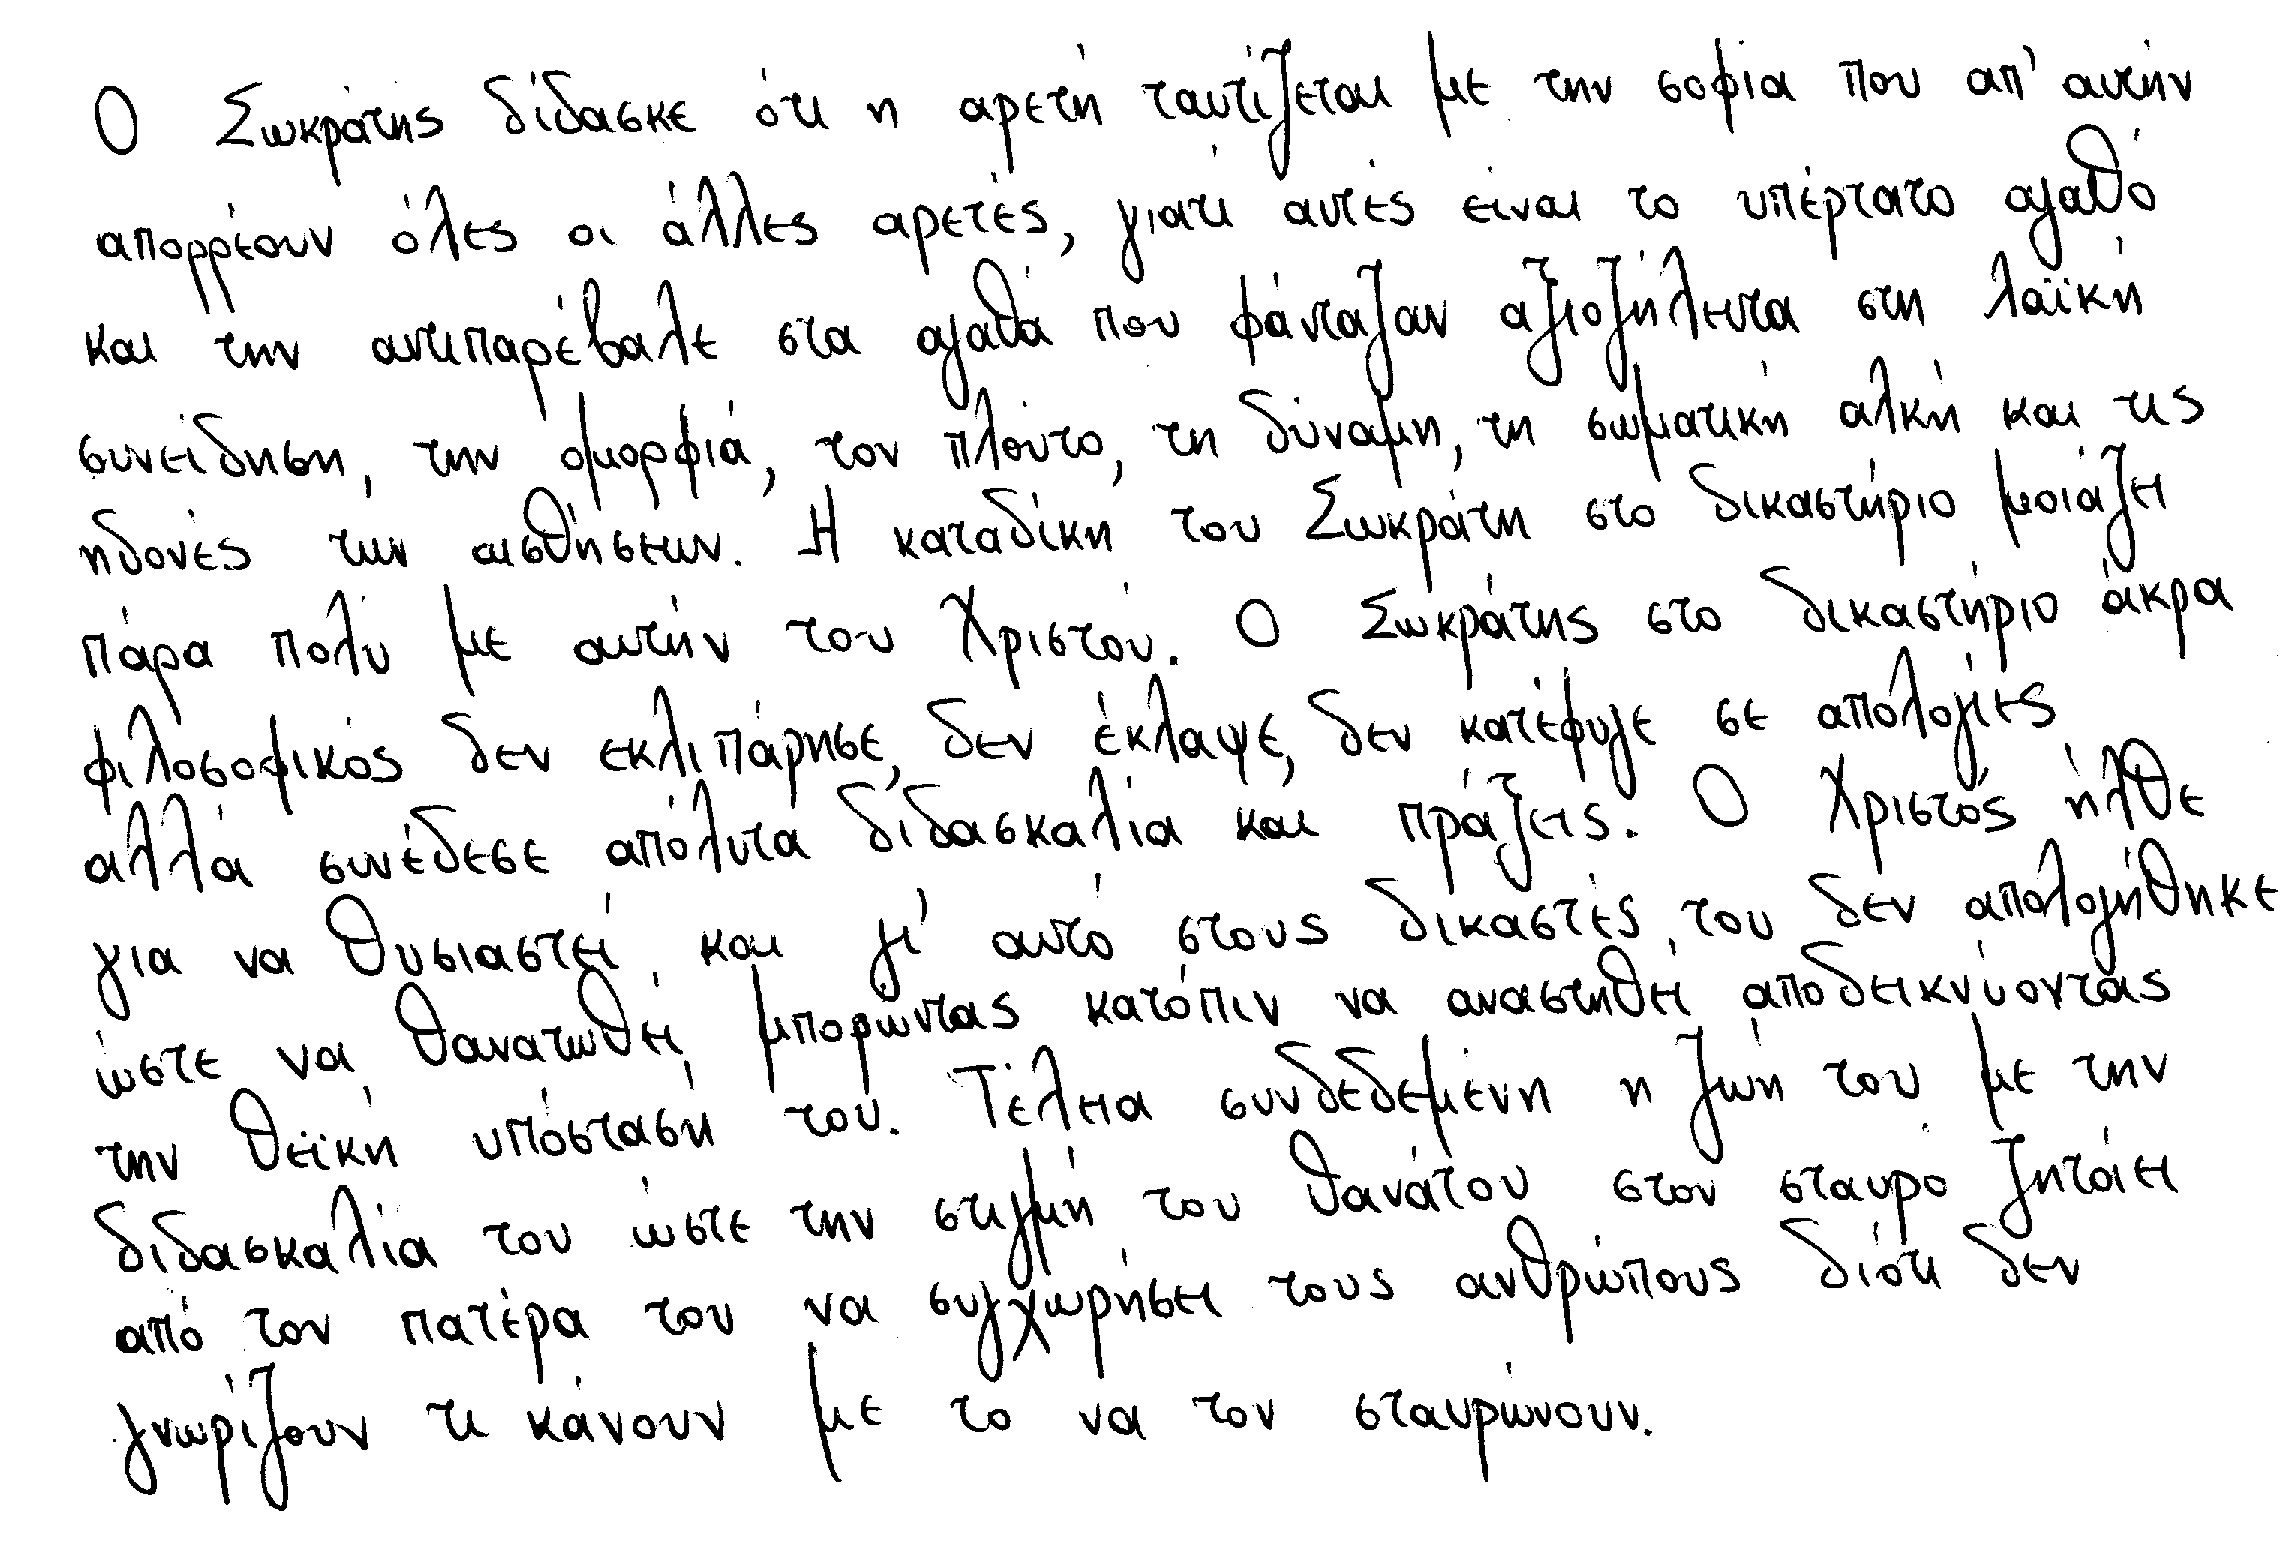 Ο Σωκράτης δίδασκε ότι η αρετή ταυτίζεται με την σοφία που απ' αυτήν
απορρέουν όλες οι άλλες αρετές, γιατί αυτές είναι το υπέρτατο αγαθό
και την αντιπαρέβαλε στα αγαθά που φάνταζαν αξιοζήλευτα στη λαϊκή
συνείδηση, την ομορφιά, τον πλούτο, τη δύναμη, τη σωματική αλκή και τις
ηδονές των αισθήσεων. Η καταδίκη του Σωκράτη στο δικαστήριο μοιάζει
πάρα πολύ με αυτήν του Χριστού. Ο Σωκράτης στο δικαστήριο άκρα
φιλοσοφικός δεν εκλιπάρησε, δεν έκλαψε, δεν κατέφυγε σε απολογίες
αλλά συνέδεσε απόλυτα διδασκαλία και πράξεις. Ο Χριστός ήλθε
για να θυσιαστεί και γι' αυτό στους δικαστές του δεν απολογήθηκε
ώστε να θανατωθεί μπορώντας κατόπιν να αναστηθεί αποδεικνύοντας
την θεϊκή υπόστασή του. Τέλεια συνδεδεμένη η ζωή του με την
διδασκαλία του ώστε την στιγμή του θανάτου στον σταυρό ζητάει
από τον πατέρα του να συγχωρήσει τους ανθρώπους διότι δεν
γνωρίζουν τι κάνουν με το να τον σταυρώνουν.